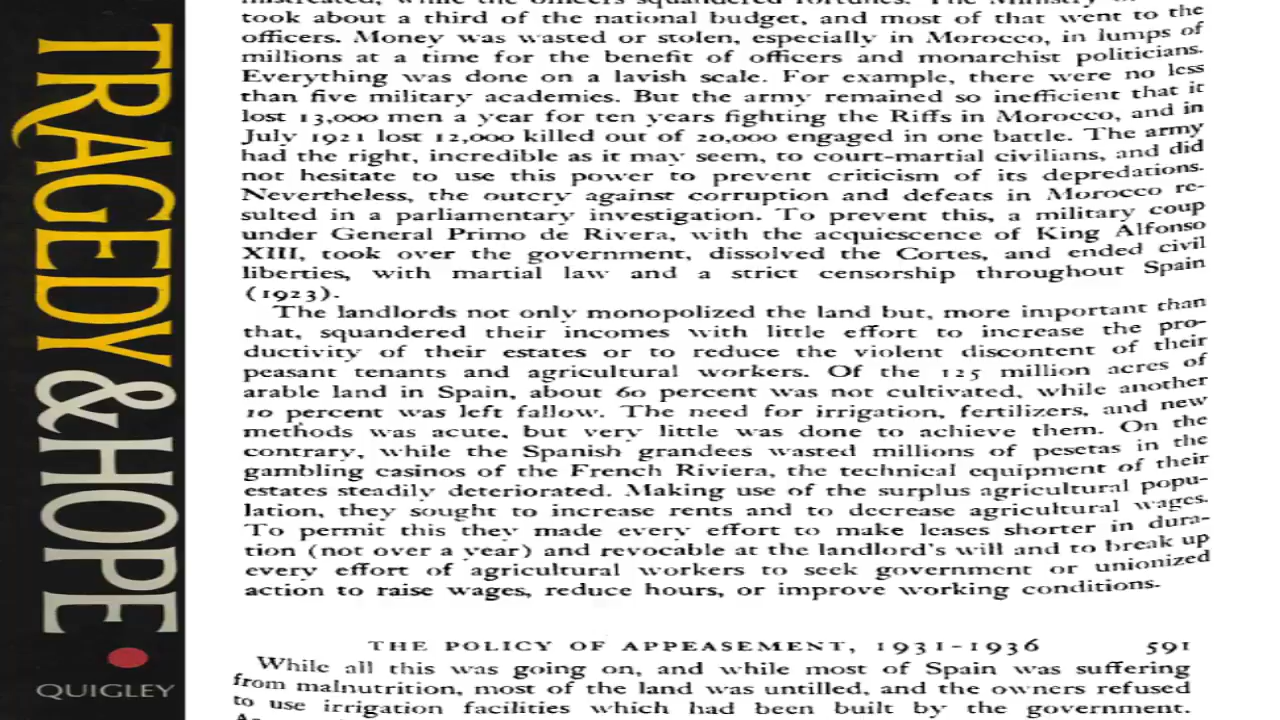 TRAGEDY & HOPE
QUIGLEY
took about a third of the national budget, and most of that went to the
officers. Money was wasted or stolen, especially in Morocco, in lumps of
millions at a time for the benefit of officers and monarchist politicians.
Everything was done on a lavish scale. For example, there were no less
than five military academies. But the army remained so inefficient that it
lost 13,000 men a year for ten years fighting the Riffs in Morocco, and in
July 1921 lost 12,000 killed out of 20,000 engaged in one battle. The army
had the right, incredible as it may seem, to court-martial civilians, and did
not hesitate to use this power to prevent criticism of its depredations.
Nevertheless, the outcry against corruption and defeats in Morocco re-
sulted in a parliamentary investigation. To prevent this, a military coup
under General Primo de Rivera, with the acquiescence of King Alfonso
XIII, took over the government, dissolved the Cortes, and ended civil
liberties, with martial law and a strict censorship throughout Spain
(1923).
The landlords not only monopolized the land but, more important than
that, squandered their incomes with little effort to increase the pro-
ductivity of their estates or to reduce the violent discontent of their
peasant tenants and agricultural workers. Of the 125 million acres of
arable land in Spain, about 60 percent was not cultivated, while another
10 percent was left fallow. The need for irrigation, fertilizers, and new
methods was acute, but very little was done to achieve them. On the
contrary, while the Spanish grandees wasted millions of pesetas in the
gambling casinos of the French Riviera, the technical equipment of their
estates steadily deteriorated. Making use of the surplus agricultural popu-
lation, they sought to increase rents and to decrease agricultural wages.
To permit this they made every effort to make leases shorter in dura-
tion (not over a year) and revocable at the landlord's will and to break up
every effort of agricultural workers to seek government or unionized
action to raise wages, reduce hours, or improve working conditions.
THE POLICY OF APPEASEMENT, 1931-1936 591
While all this was going on, and while most of Spain was suffering
from malnutrition, most of the land was untilled, and the owners refused
to use irrigation facilities which had been built by the government.